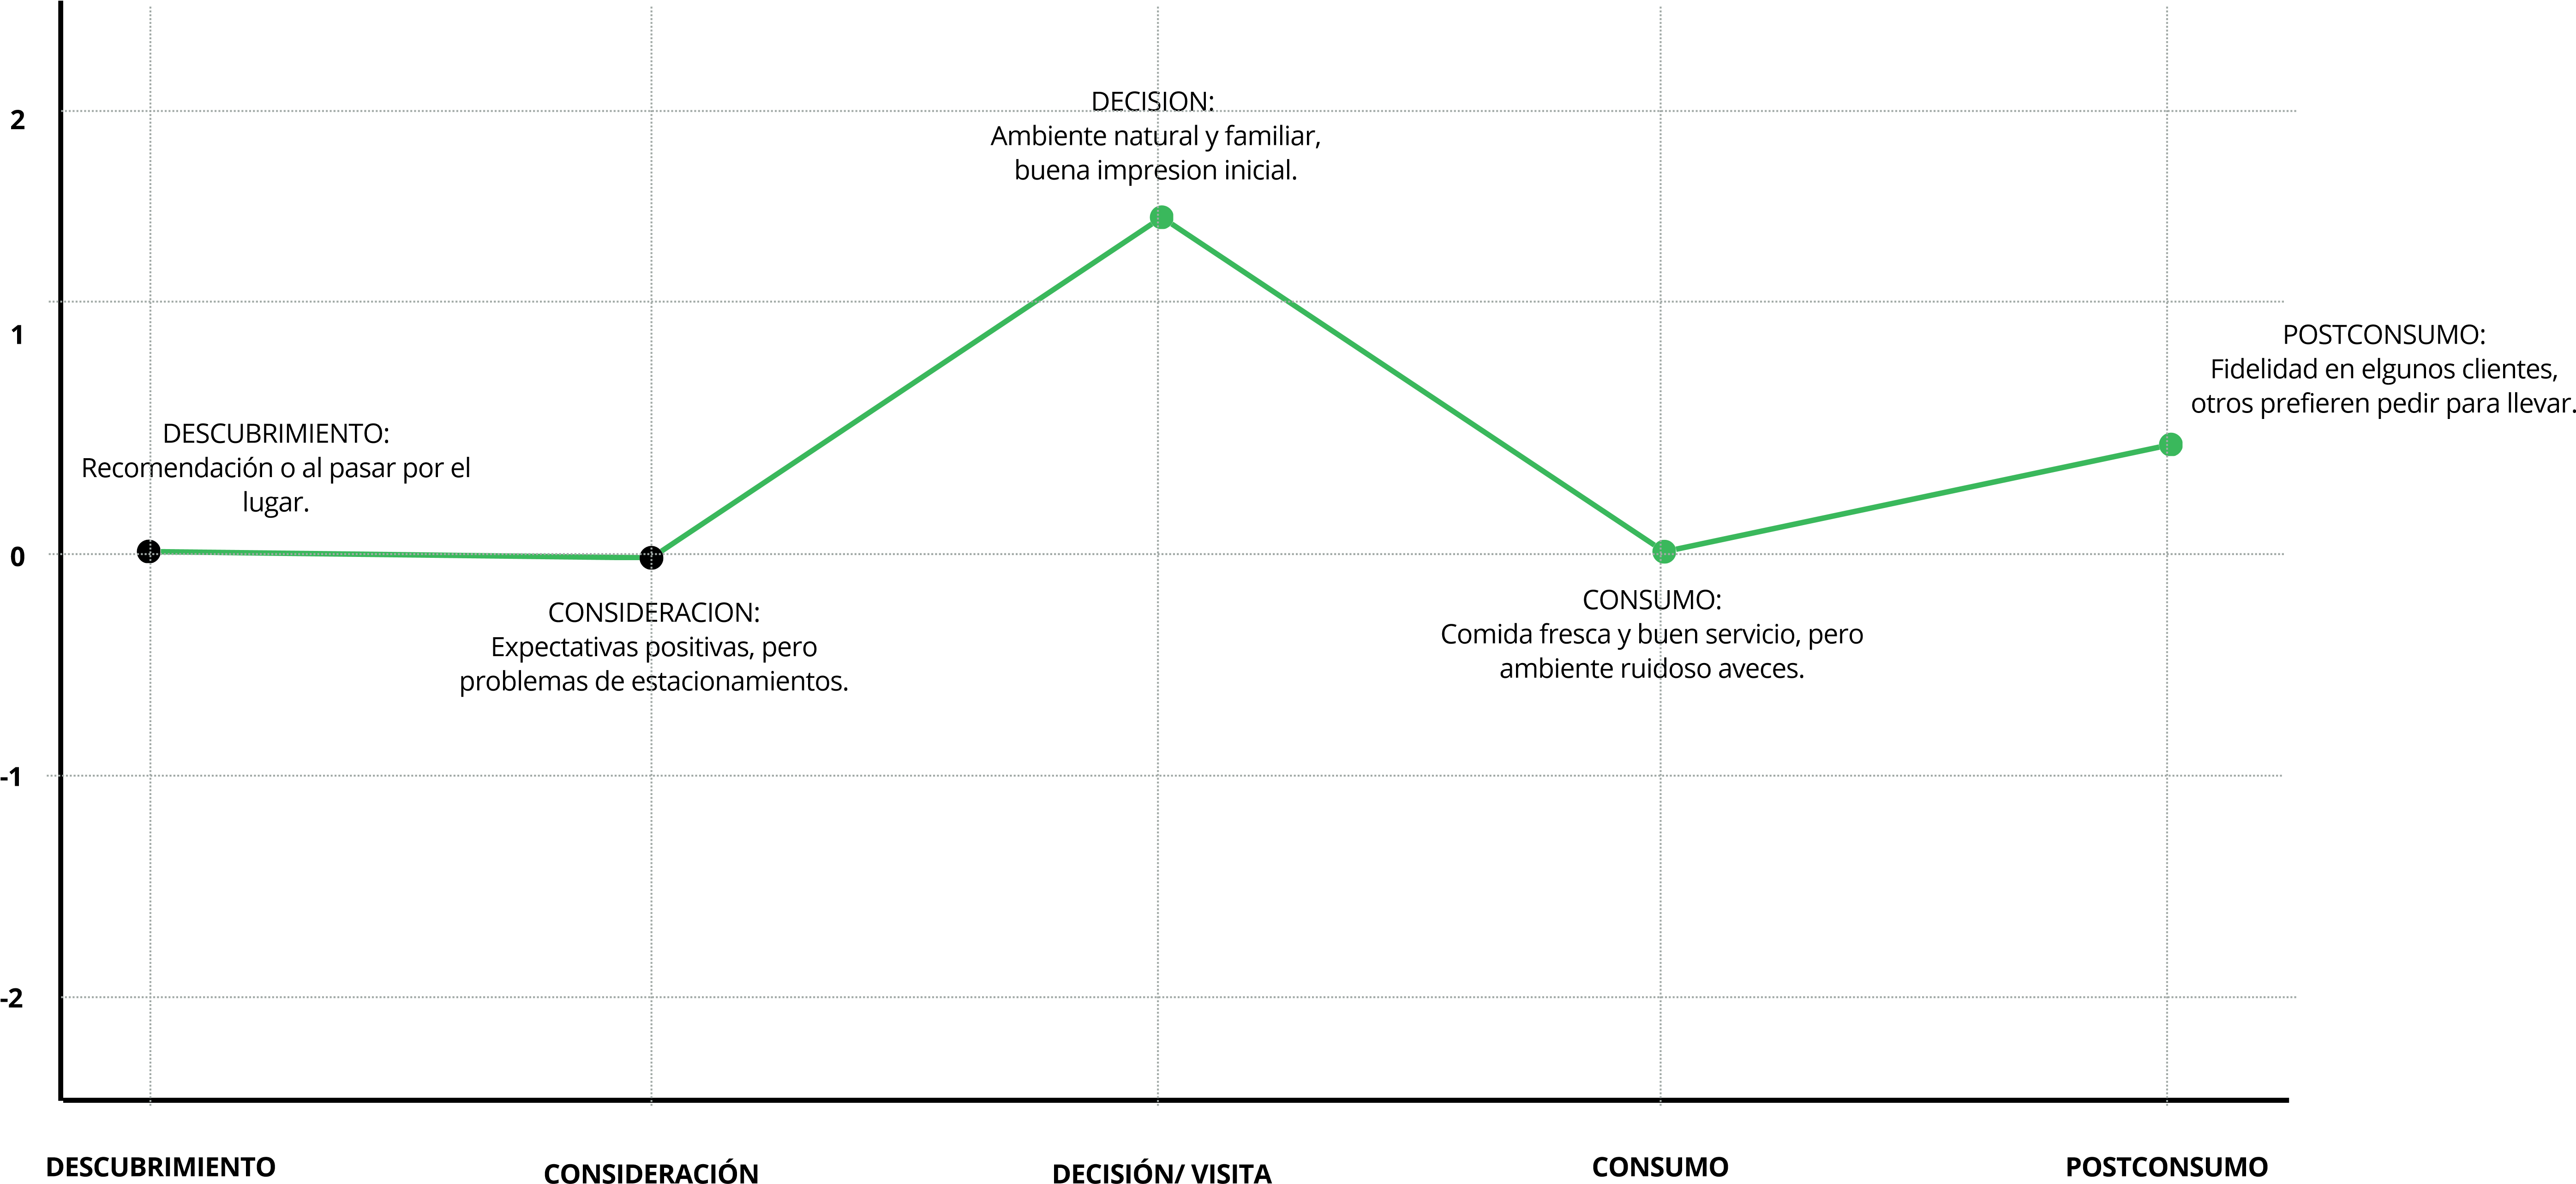 2
1
0
-1
-2
DESCUBRIMIENTO:
Recomendación o al pasar por el
lugar.
CONSIDERACION:
Expectativas positivas, pero
problemas de estacionamientos.
DECISION:
Ambiente natural y familiar,
buena impresion inicial.
CONSUMO:
Comida fresca y buen servicio, pero
ambiente ruidoso aveces.
POSTCONSUMO:
Fidelidad en elgunos clientes,
otros prefieren pedir para llevar.
DESCUBRIMIENTO
CONSIDERACIÓN
DECISIÓN/ VISITA
CONSUMO
POSTCONSUMO